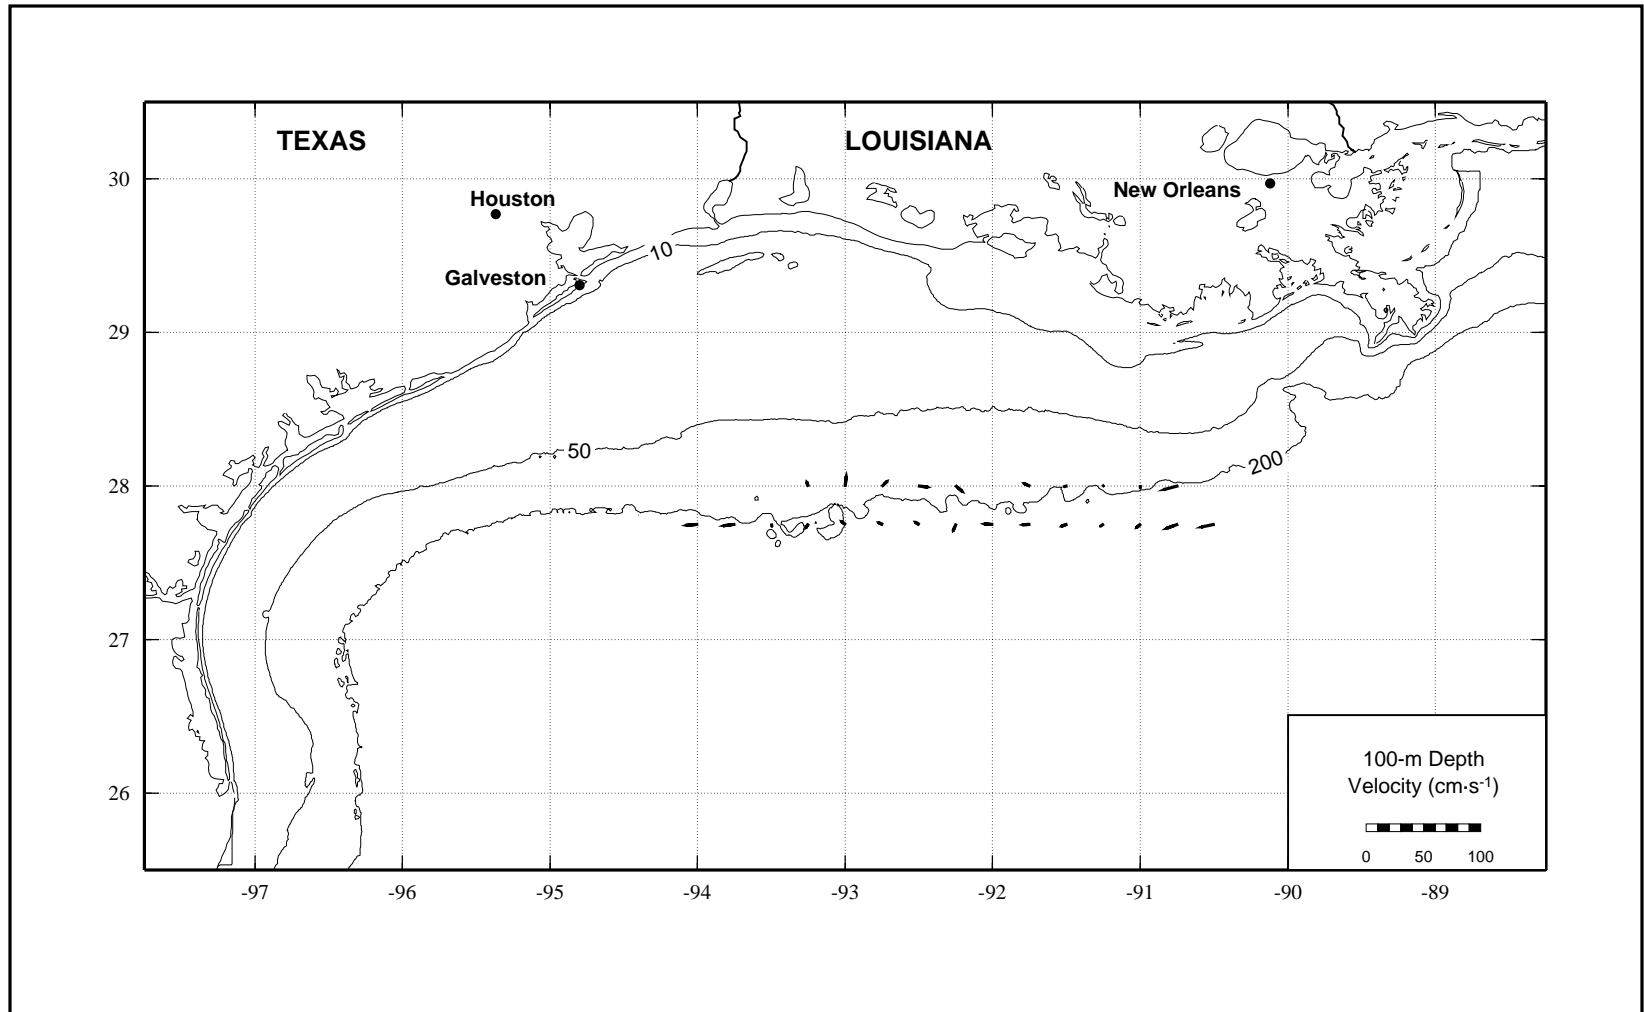 TEXAS
LOUISIANA
30
New Orleans
Houston
10
Galveston
29
50
200
28
27
100-m Depth
Velocity (cm·s-1)
26
0 50 100
-97 -96 -95 -94 -93 -92 -91 -90 -89